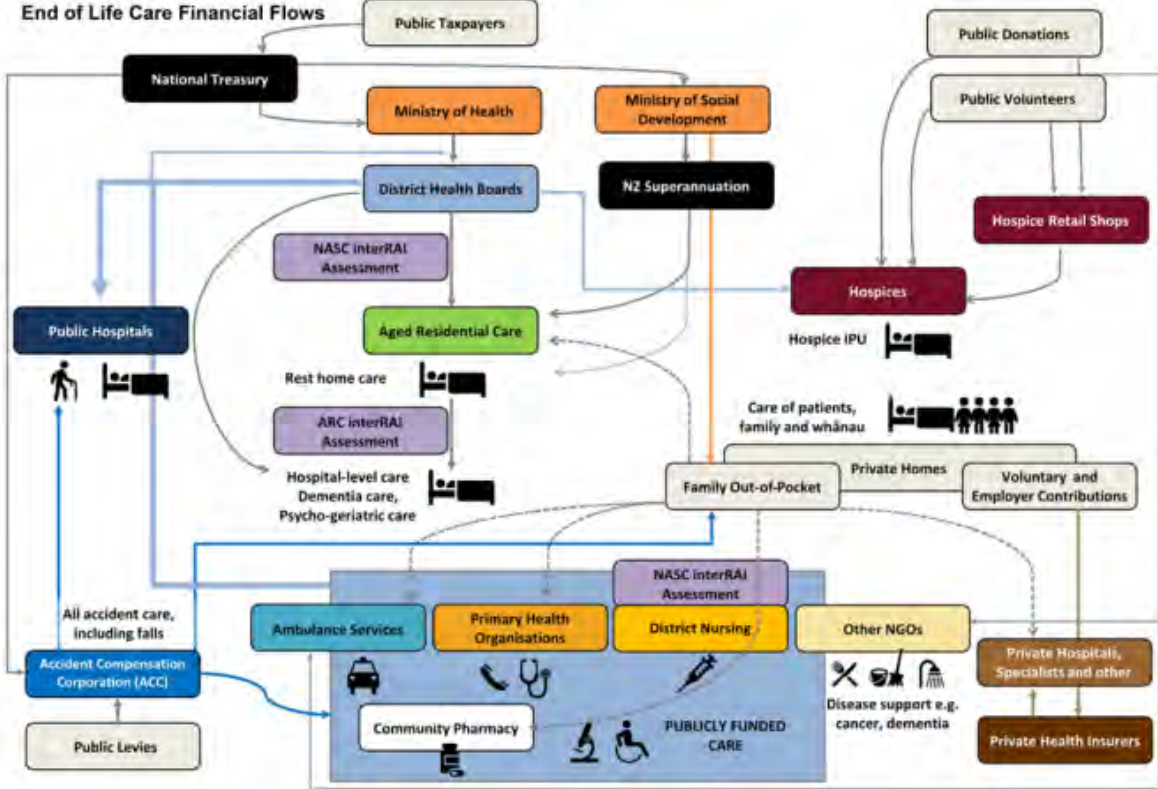 End of Life Care Financial Flows
Public Taxpayers
Public Donations
National Treasury
Public Volunteers
Ministry of Health
Ministry of Social
Development
District Health Boards
NZ Superannuation
Hospice Retail Shops
NASC interRAI
Assessment
Hospices
Public Hospitals
Aged Residential Care
Hospice IPU
Rest home care
ARC interRAI
Assessment
Care of patients,
family and whānau
Hospital-level care
Dementia care,
Psycho-geriatric care
Private Homes
Family Out-of-Pocket
Voluntary and
Employer Contributions
NASC interRAI
Assessment
All accident care,
including falls
Ambulance Services
Primary Health
Organisations
District Nursing
Other NGOs
Accident Compensation
Corporation (ACC)
Private Hospitals,
Specialists and other
Disease support e.g.
cancer, dementia
Community Pharmacy
PUBLICLY FUNDED
CARE
Public Levies
Private Health Insurers